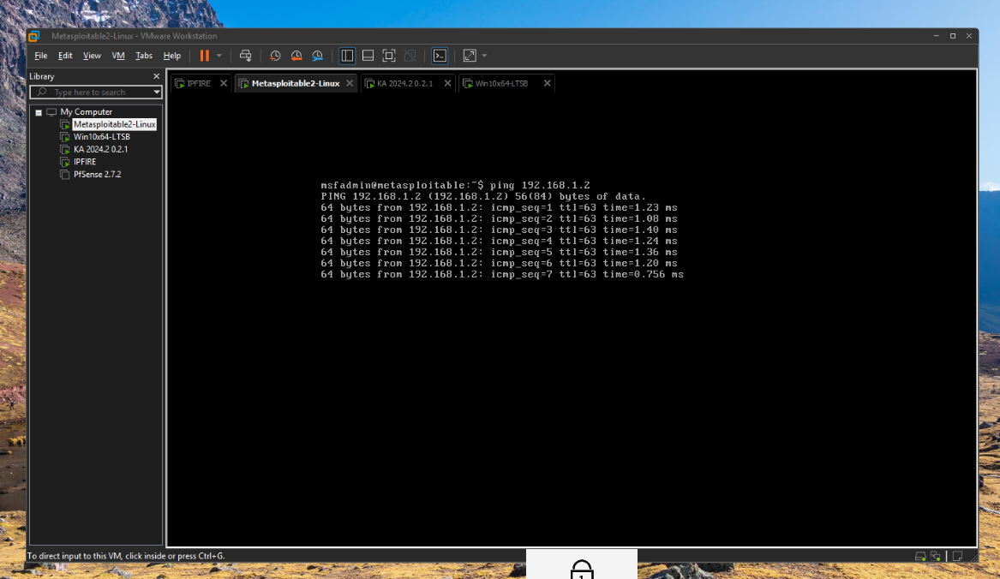 Metasploitable2-Linux - VMware Workstation
File Edit View VM Tabs Help
Library
Type here to search
My Computer
Metasploitable2-Linux
Win10x64-LTSB
KA 2024.2 0.2.1
IPFIRE
PfSense 2.7.2
IPFIRE Metasploitable2-Linux KA 2024.2 0.2.1 Win10x64-LTSB
msfadmin@metasploitable:~$ ping 192.168.1.2
PING 192.168.1.2 (192.168.1.2) 56(84) bytes of data.
64 bytes from 192.168.1.2: icmp_seq=1 ttl=63 time=1.23 ms
64 bytes from 192.168.1.2: icmp_seq=2 ttl=63 time=1.08 ms
64 bytes from 192.168.1.2: icmp_seq=3 ttl=63 time=1.40 ms
64 bytes from 192.168.1.2: icmp_seq=4 ttl=63 time=1.24 ms
64 bytes from 192.168.1.2: icmp_seq=5 ttl=63 time=1.36 ms
64 bytes from 192.168.1.2: icmp_seq=6 ttl=63 time=1.20 ms
64 bytes from 192.168.1.2: icmp_seq=7 ttl=63 time=0.756 ms
To direct input to this VM, click inside or press Ctrl+G.
1